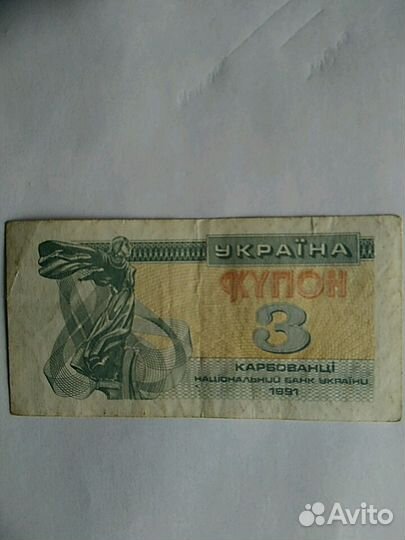 УКРАЇНА
КУПОН
3
КАРБОВАНЦІ
НАЦІОНАЛЬНИЙ БАНК УКРАЇНИ
1991
Avito